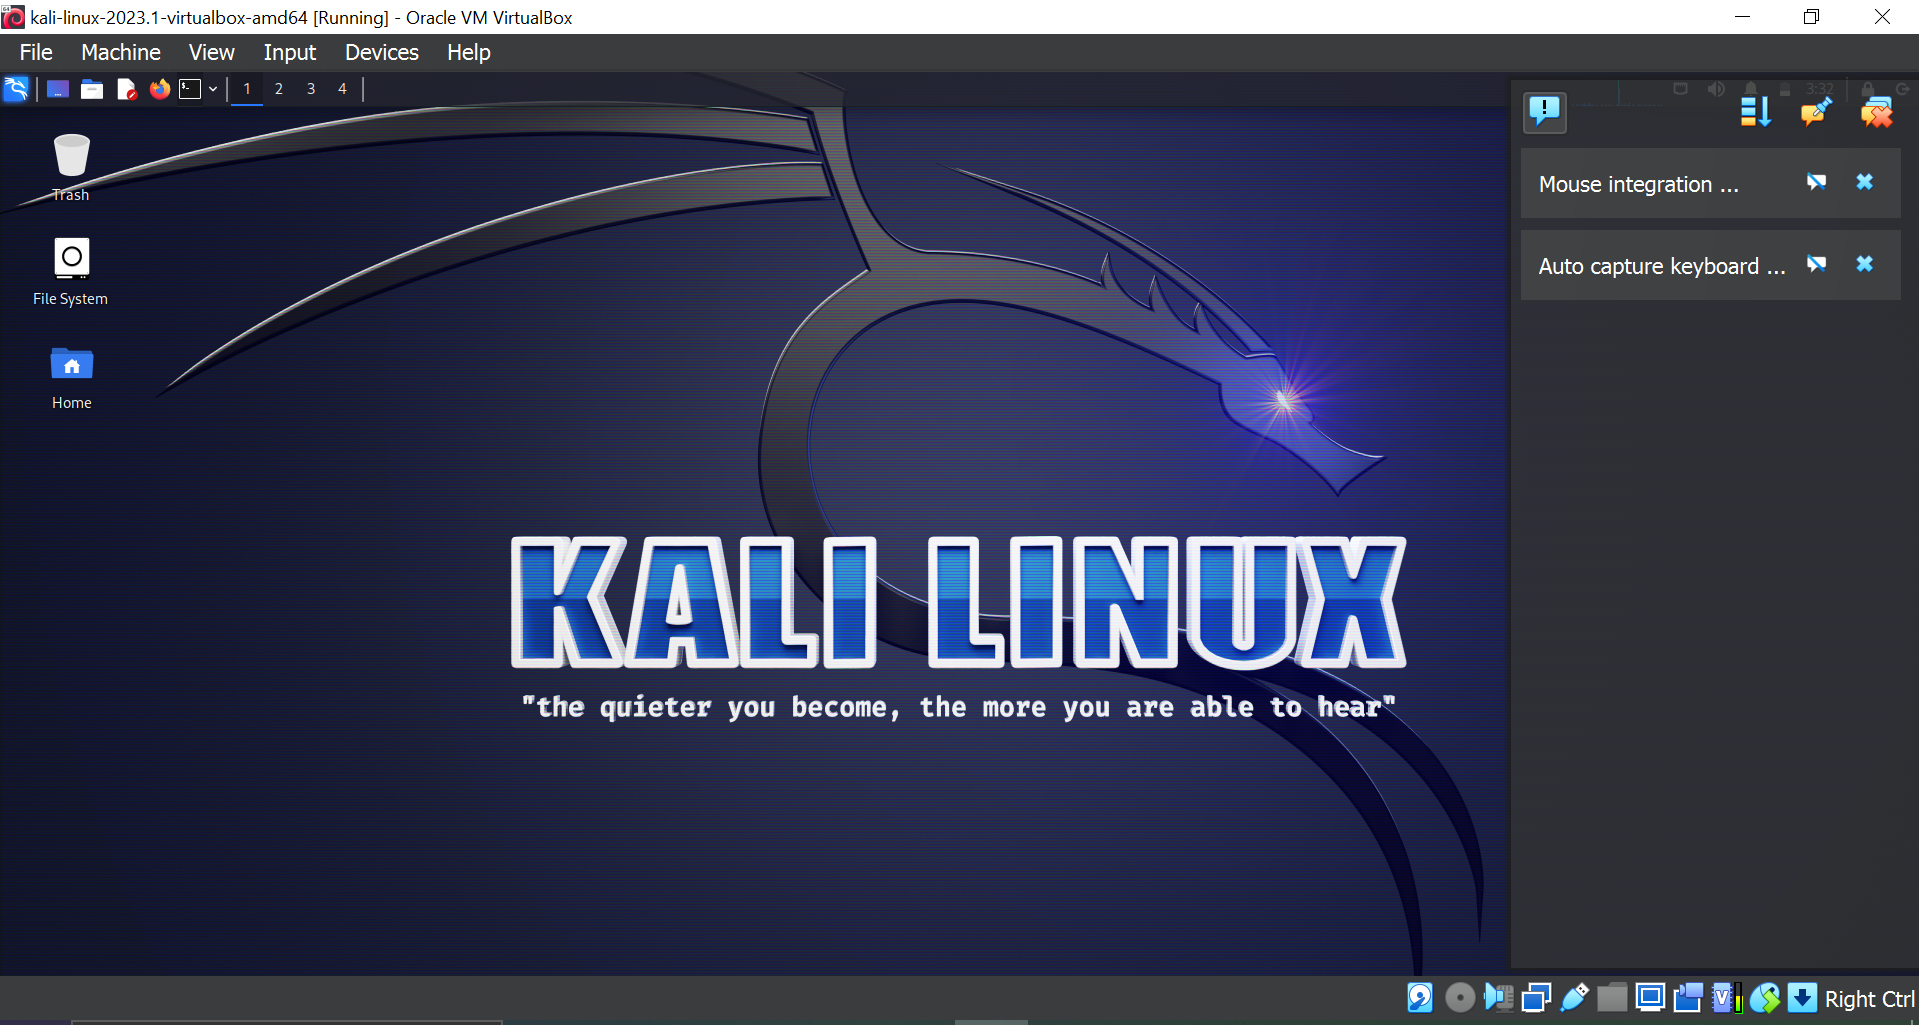 kali-linux-2023.1-virtualbox-amd64 [Running] - Oracle VM VirtualBox
File Machine View Input Devices Help
1 2 3 4
3:32
Trash
File System
Home
Mouse integration ...
Auto capture keyboard ...
KALI LINUX
"the quieter you become, the more you are able to hear"
V
Right Ctrl